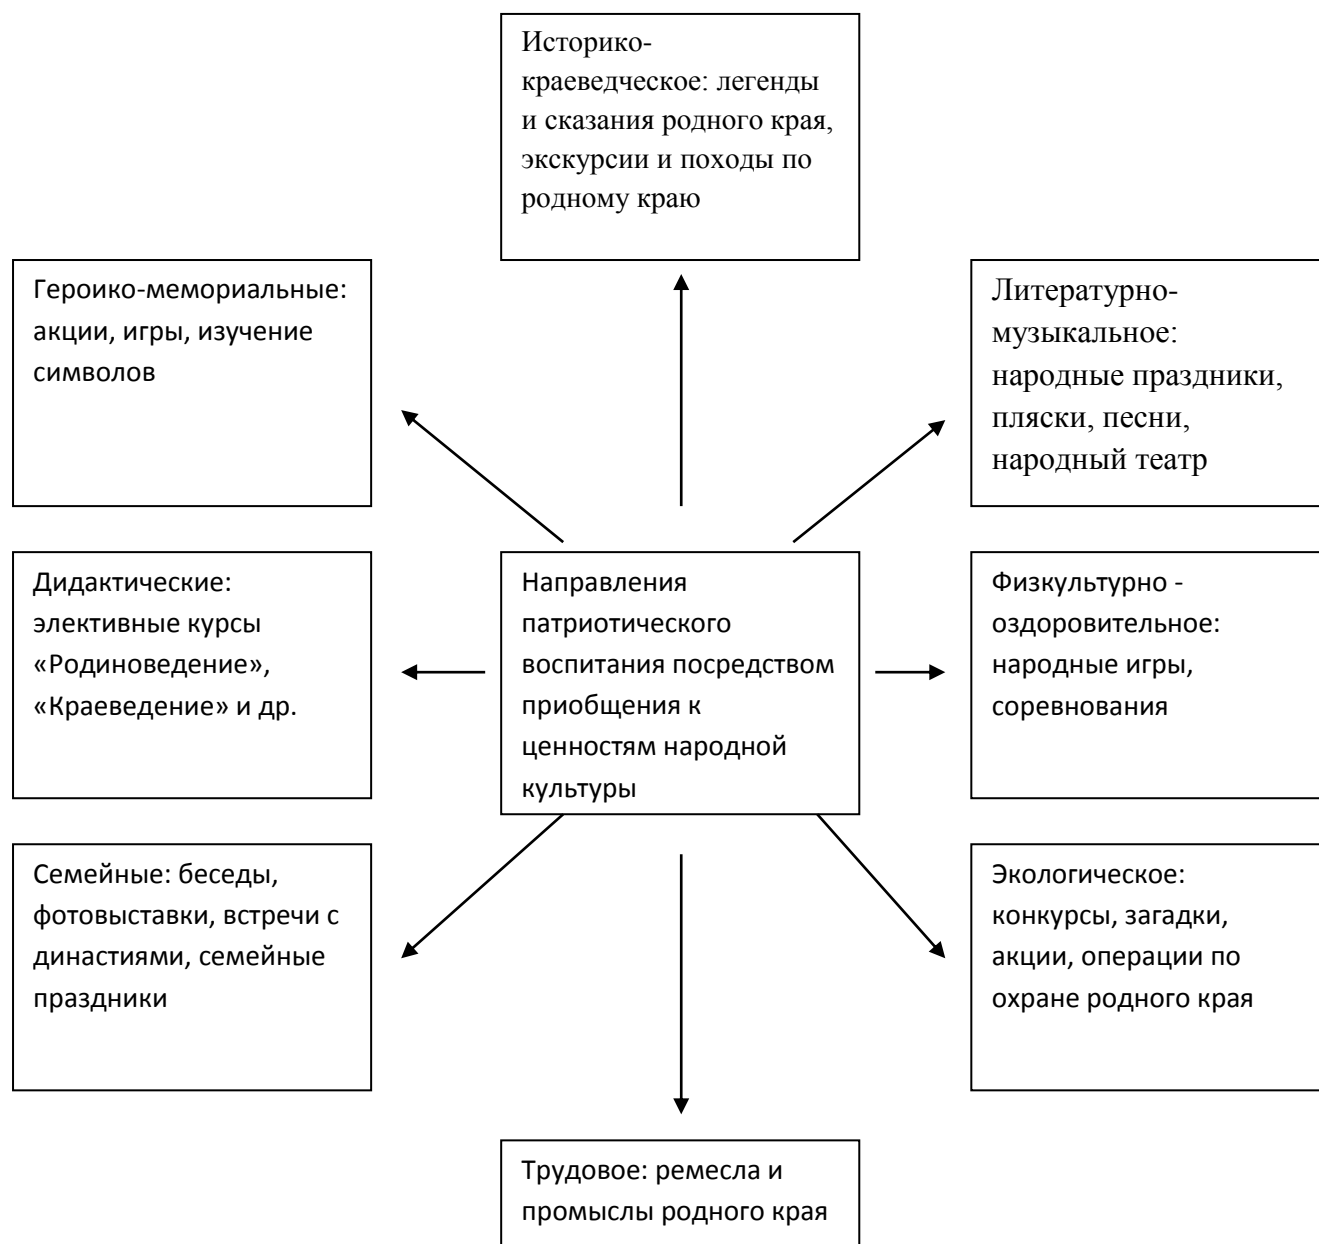 Историко-
краеведческое: легенды
и сказания родного края,
экскурсии и походы по
родному краю
Героико-мемориальные:
акции, игры, изучение
символов
Литературно-
музыкальное:
народные праздники,
пляски, песни,
народный театр
Дидактические:
элективные курсы
«Родиноведение»,
«Краеведение» и др.
Направления
патриотического
воспитания посредством
приобщения к
ценностям народной
культуры
Физкультурно -
оздоровительное:
народные игры,
соревнования
Семейные: беседы,
фотовыставки, встречи с
династиями, семейные
праздники
Экологическое:
конкурсы, загадки,
акции, операции по
охране родного края
Трудовое: ремесла и
промыслы родного края